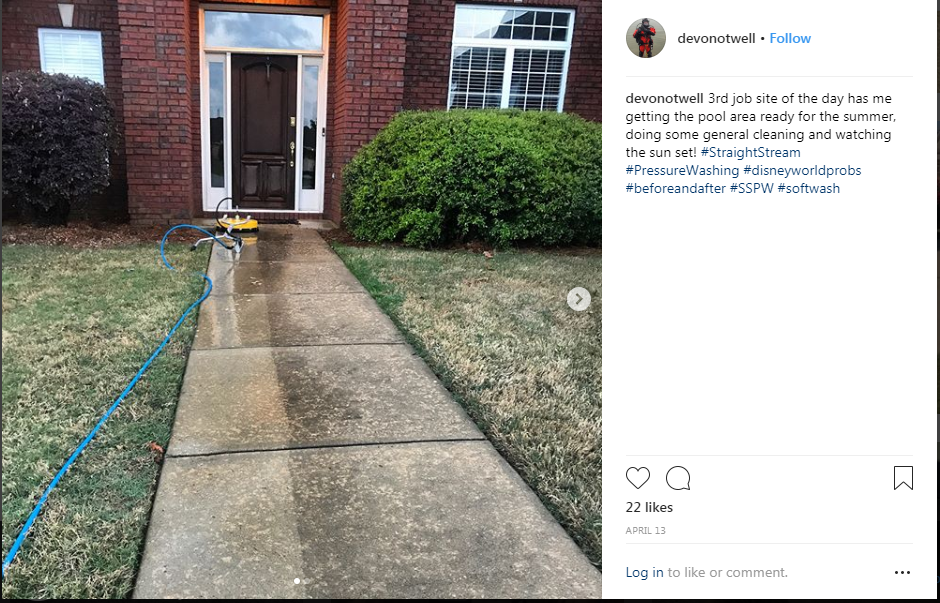 devonotwell • Follow
devonotwell 3rd job site of the day has me
getting the pool area ready for the summer,
doing some general cleaning and watching
the sun set! #StraightStream
#PressureWashing #disneyworldprobs
#beforeandafter #SSPW #softwash
22 likes
APRIL 13
Log in to like or comment.